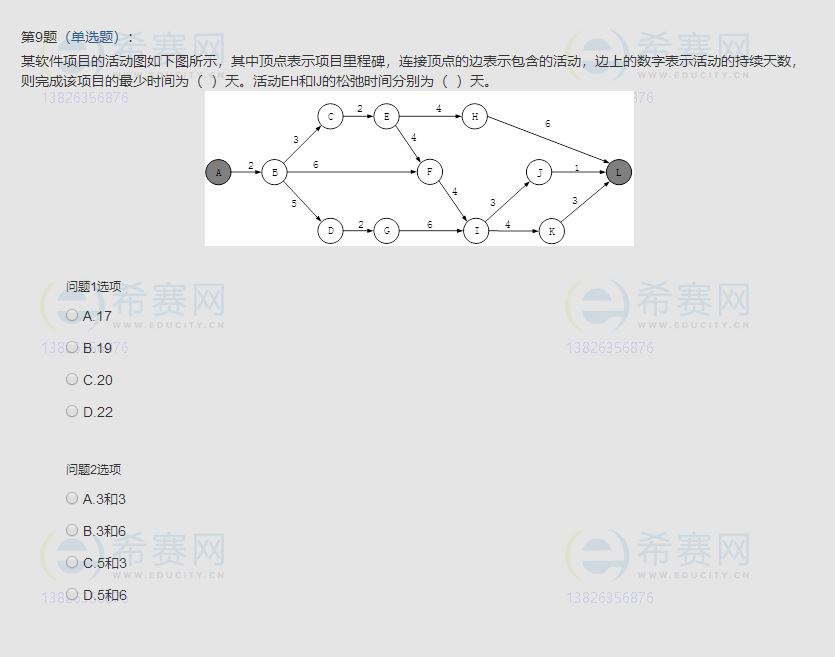 第9题（单选题）：
某软件项目的活动图如下图所示，其中顶点表示项目里程碑，连接顶点的边表示包含的活动，边上的数字表示活动的持续天数，
则完成该项目的最少时间为（ ）天。活动EH和IJ的松弛时间分别为（ ）天。
13826356876
76
C 2 E 4 H
3 4 6
A 2 B 6 F J 1 L
5 4 3 3
D 2 G 6 I 4 K
问题1选项
A.17
B.19
C.20
D.22
问题2选项
A.3和3
B.3和6
C.5和3
D.5和6
希赛网
WWW.EDUCITY.CN
13826356876
希赛网
WWW.EDUCITY.CN
13826356876
希赛网
WWW.EDUCITY.CN
13826356876
希赛网
WWW.EDUCITY.CN
13826356876